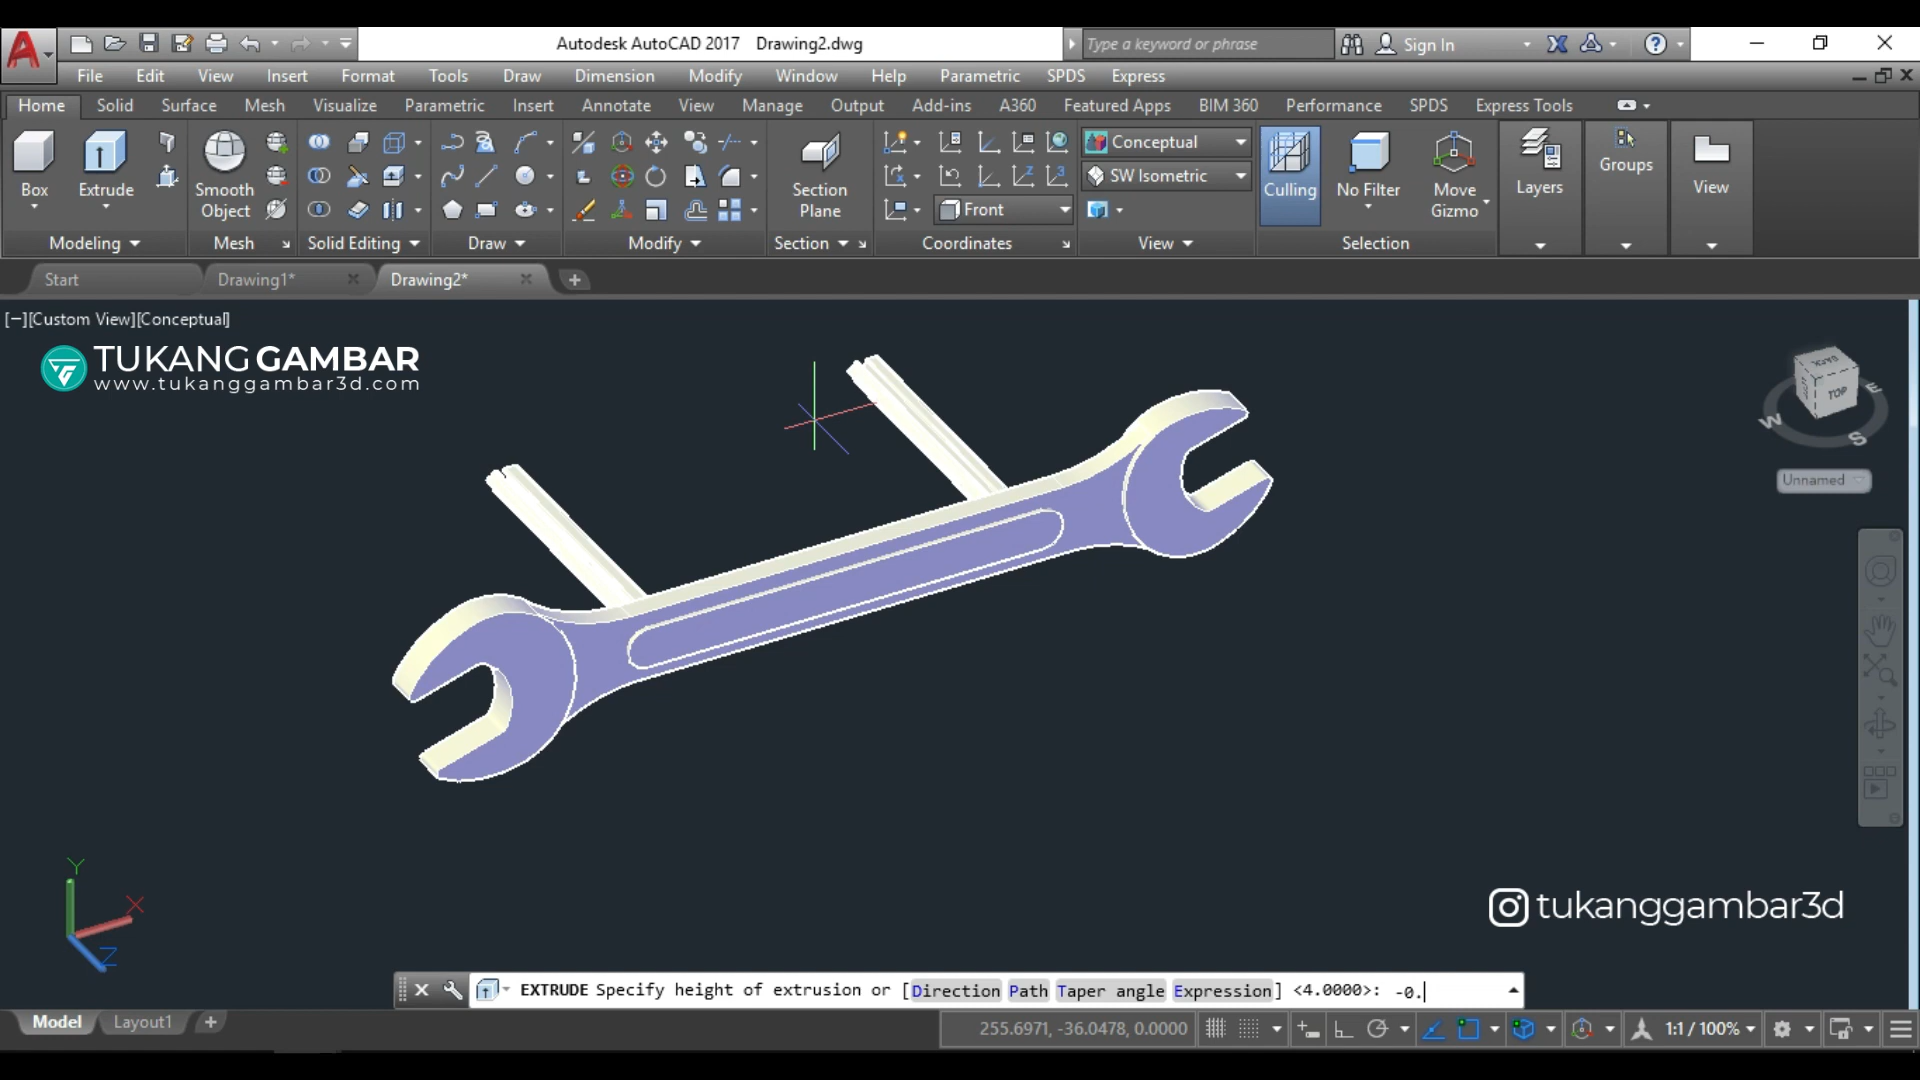 Autodesk AutoCAD 2017 Drawing2.dwg
Type a keyword or phrase
Sign In
File Edit View Insert Format Tools Draw Dimension Modify Window Help Parametric SPDS Express
Home Solid Surface Mesh Visualize Parametric Insert Annotate View Manage Output Add-ins A360 Featured Apps BIM 360 Performance SPDS Express Tools
Box Extrude Smooth Object Section Plane
Conceptual
SW Isometric
Front
Culling No Filter Move Gizmo Layers Groups View
Modeling Mesh Solid Editing Draw Modify Section Coordinates View Selection
Start Drawing1* Drawing2*
[−][Custom View][Conceptual]
TUKANG GAMBAR
www.tukanggambar3d.com
BACK
TOP
W S E
Unnamed
Y
X
Z
tukanggambar3d
EXTRUDE Specify height of extrusion or [Direction Path Taper angle Expression] <4.0000>: -0.
Model Layout1
255.6971, -36.0478, 0.0000
1:1 / 100%